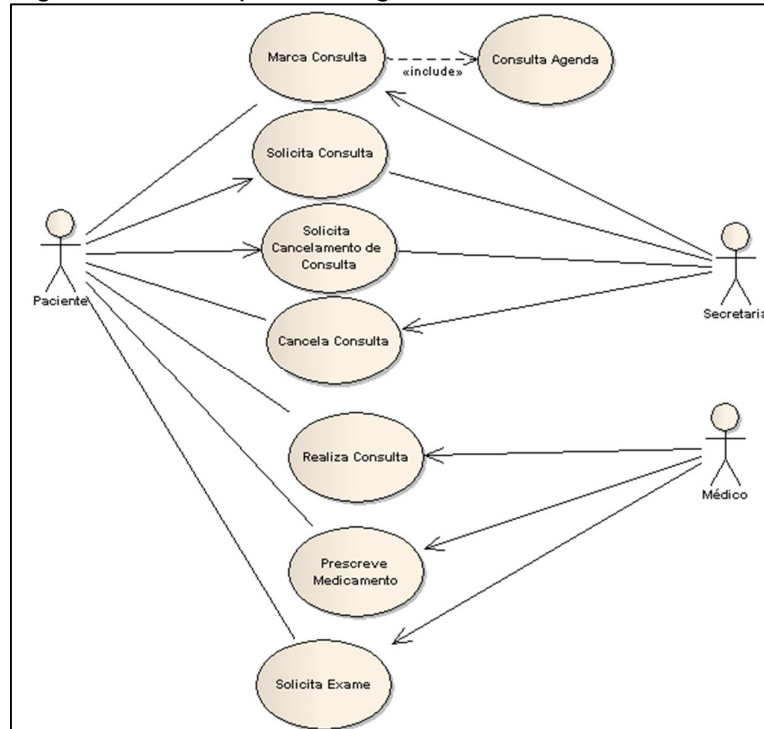 Marca Consulta
«include»
Consulta Agenda
Solicita Consulta
Solicita
Cancelamento de
Consulta
Paciente
Secretaria
Cancela Consulta
Realiza Consulta
Médico
Prescreve
Medicamento
Solicita Exame